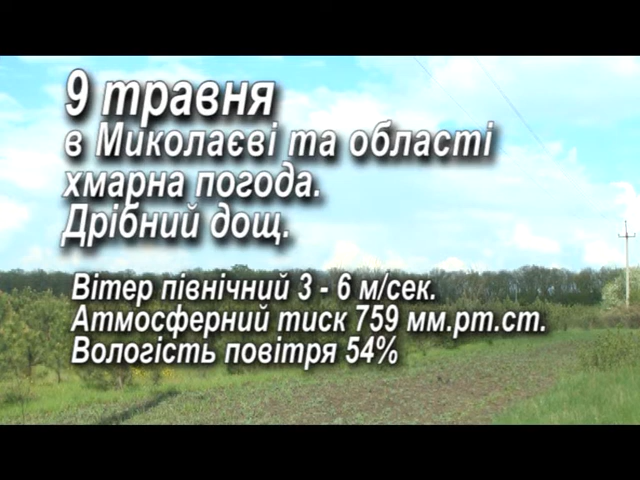 9 травня
в Миколаєві та області
хмарна погода.
Дрібний дощ.
Вітер північний 3 - 6 м/сек.
Атмосферний тиск 759 мм.рт.ст.
Вологість повітря 54%